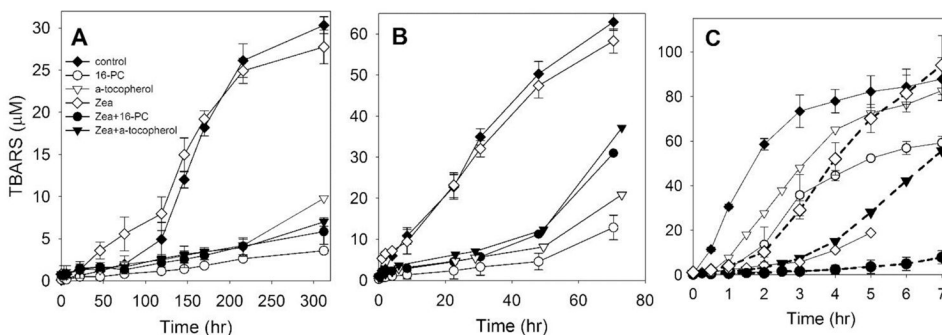 A
B
C
control
16-PC
a-tocopherol
Zea
Zea+16-PC
Zea+a-tocopherol
TBARS (µM)
30
25
20
15
10
5
0
0 50 100 150 200 250 300
Time (hr)
60
50
40
30
20
10
0
0 20 40 60 80
Time (hr)
100
80
60
40
20
0
0 1 2 3 4 5 6 7
Time (hr)